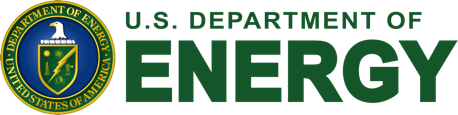 DEPARTMENT OF ENERGY
UNITED STATES OF AMERICA
U.S. DEPARTMENT OF
ENERGY